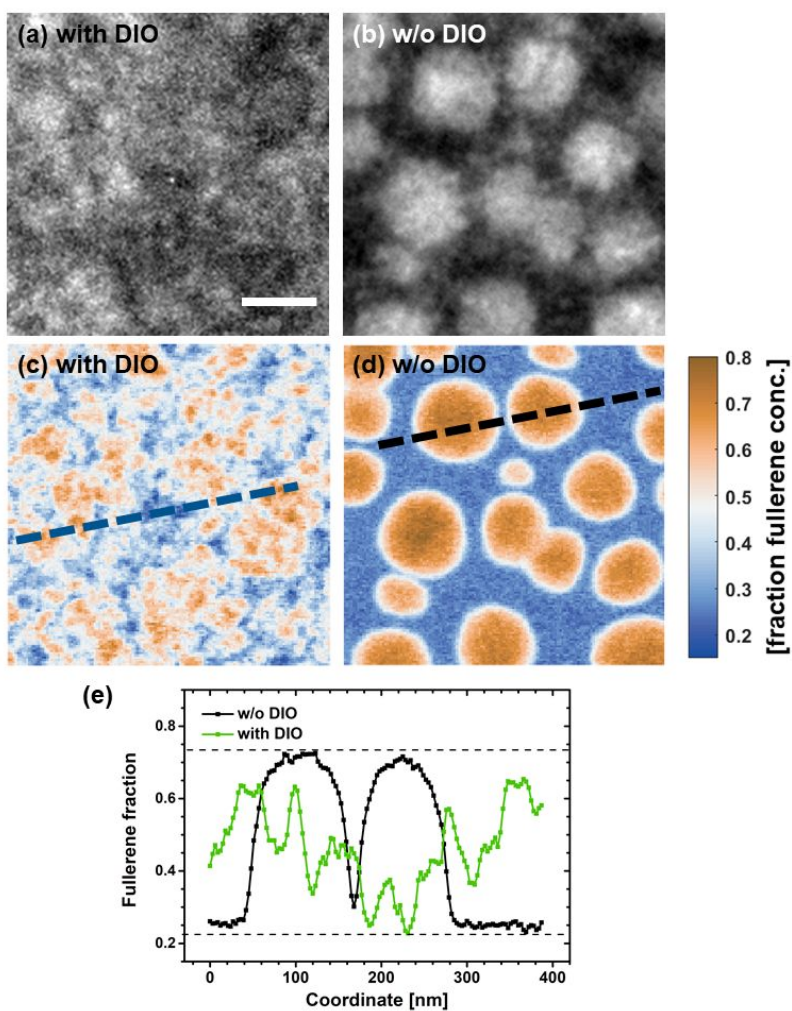 (a) with DIO
(b) w/o DIO
(c) with DIO
(d) w/o DIO
0.8
0.7
0.6
0.5
0.4
0.3
0.2
[fraction fullerene conc.]
(e)
w/o DIO
with DIO
0.8
0.6
0.4
0.2
Fullerene fraction
0
100
200
300
400
Coordinate [nm]